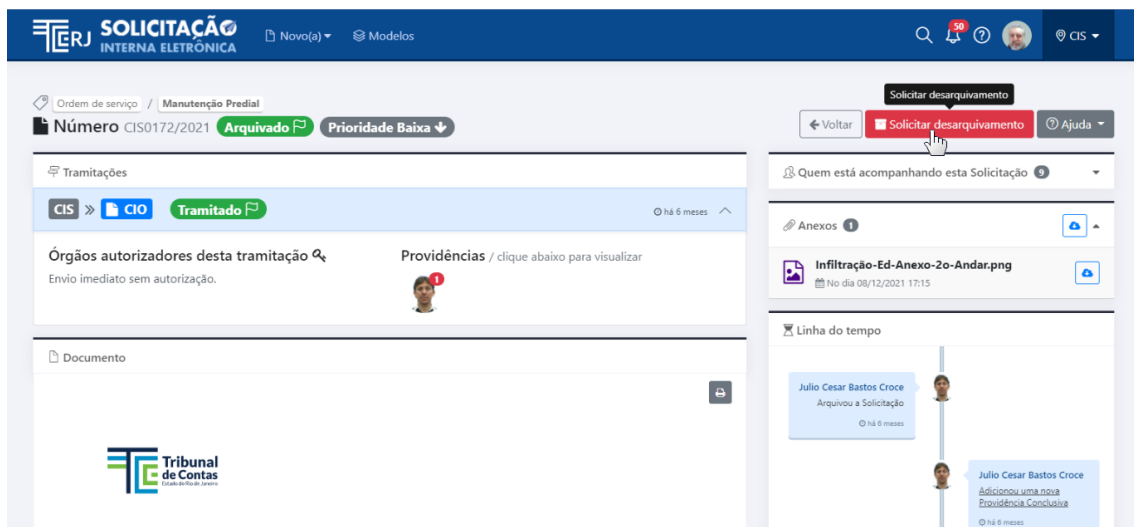 TCERJ SOLICITAÇÃO INTERNA ELETRÔNICA
Novo(a)
Modelos
50
CIS
Ordem de serviço / Manutenção Predial
Número CIS0172/2021 Arquivado Prioridade Baixa
Solicitar desarquivamento
Voltar
Solicitar desarquivamento
Ajuda
Tramitações
CIS » CIO Tramitado
há 6 meses
Órgãos autorizadores desta tramitação
Envio imediato sem autorização.
Providências / clique abaixo para visualizar
1
Documento
Tribunal
de Contas
Estado do Rio de Janeiro
Quem está acompanhando esta Solicitação 9
Anexos 1
Infiltração-Ed-Anexo-2o-Andar.png
No dia 08/12/2021 17:15
Linha do tempo
Julio Cesar Bastos Croce
Arquivou a Solicitação
há 6 meses
Julio Cesar Bastos Croce
Adicionou uma nova
Providência Conclusiva
há 6 meses